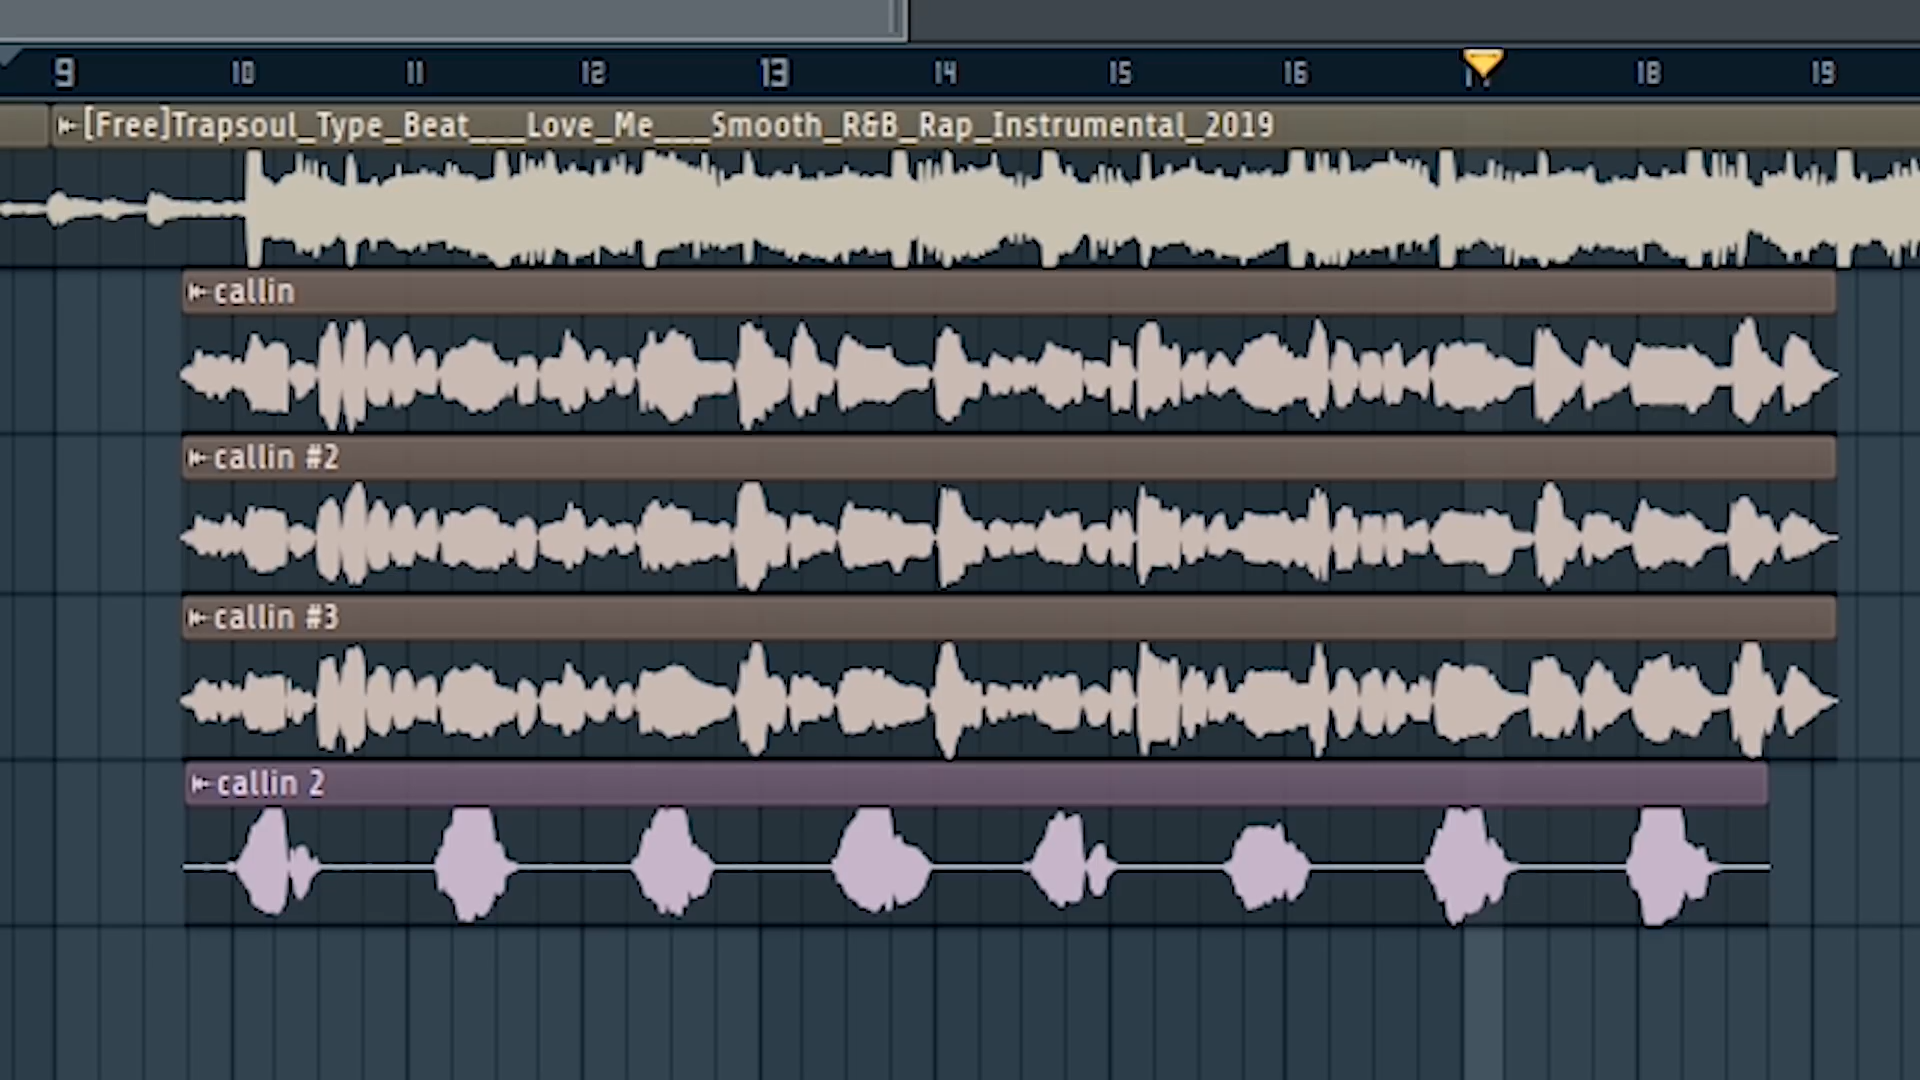 9 10 11 12 13 14 15 16 17 18 19
[Free]Trapsoul_Type_Beat___Love_Me___Smooth_R&B_Rap_Instrumental_2019
callin
callin #2
callin #3
callin 2